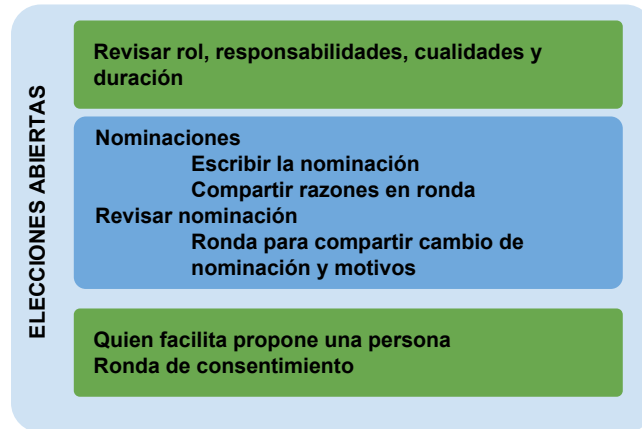 ELECCIONES ABIERTAS
Revisar rol, responsabilidades, cualidades y
duración
Nominaciones
Escribir la nominación
Compartir razones en ronda
Revisar nominación
Ronda para compartir cambio de
nominación y motivos
Quien facilita propone una persona
Ronda de consentimiento